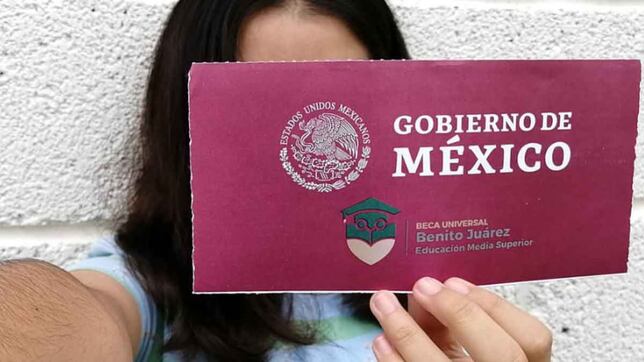 ESTADOS UNIDOS MEXICANOS
GOBIERNO DE
MÉXICO
BECA UNIVERSAL
Benito Juárez
Educación Media Superior